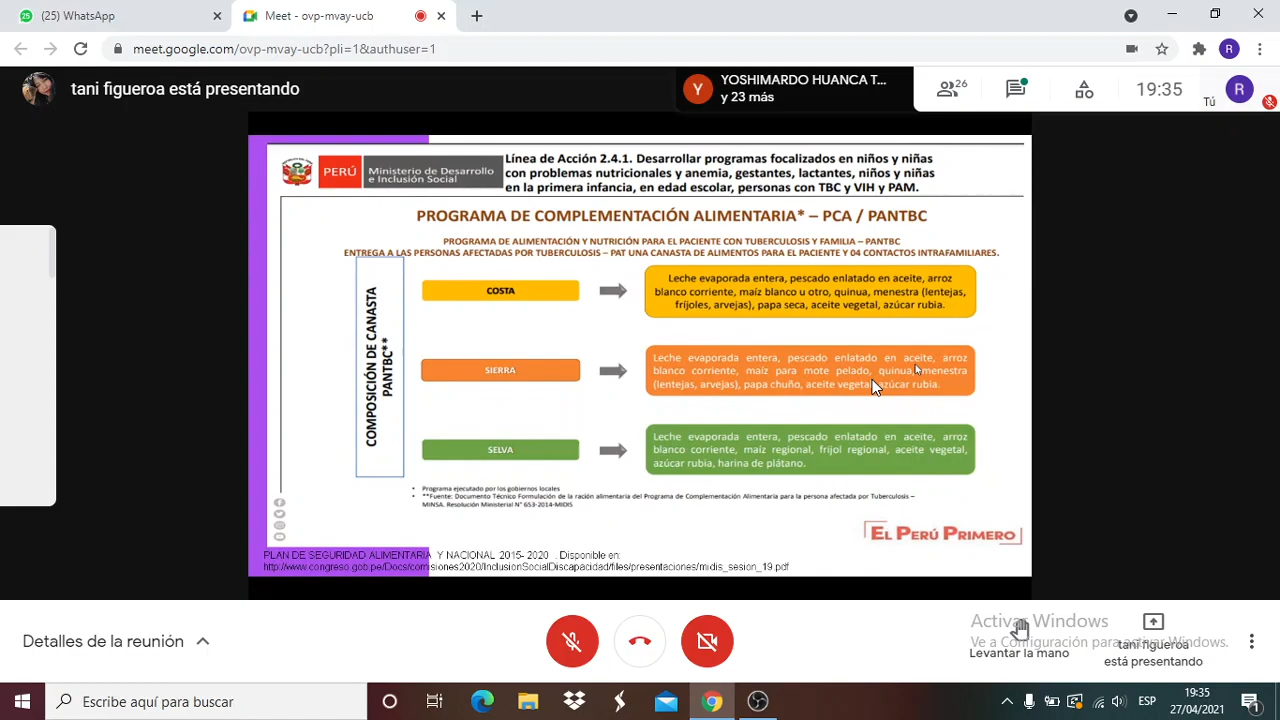 (25) WhatsApp
Meet - ovp-mvay-ucb
meet.google.com/ovp-mvay-ucb?pli=1&authuser=1
R
tani figueroa está presentando
Y
YOSHIMARDO HUANCA T...
y 23 más
26
19:35
Tú
R
PERÚ
Ministerio de Desarrollo
e Inclusión Social
Línea de Acción 2.4.1. Desarrollar programas focalizados en niños y niñas
con problemas nutricionales y anemia, gestantes, lactantes, niños y niñas
en la primera infancia, en edad escolar, personas con TBC y VIH y PAM.
PROGRAMA DE COMPLEMENTACIÓN ALIMENTARIA* – PCA / PANTBC
PROGRAMA DE ALIMENTACIÓN Y NUTRICIÓN PARA EL PACIENTE CON TUBERCULOSIS Y FAMILIA – PANTBC
ENTREGA A LAS PERSONAS AFECTADAS POR TUBERCULOSIS – PAT UNA CANASTA DE ALIMENTOS PARA EL PACIENTE Y 04 CONTACTOS INTRAFAMILIARES.
COMPOSICIÓN DE CANASTA
PANTBC**
COSTA
Leche evaporada entera, pescado enlatado en aceite, arroz
blanco corriente, maíz blanco u otro, quinua, menestra (lentejas,
fríjoles, arvejas), papa seca, aceite vegetal, azúcar rubia.
SIERRA
Leche evaporada entera, pescado enlatado en aceite, arroz
blanco corriente, maíz para mote pelado, quinua, menestra
(lentejas, arvejas), papa chuño, aceite vegetal, azúcar rubia.
SELVA
Leche evaporada entera, pescado enlatado en aceite, arroz
blanco corriente, maíz regional, frijol regional, aceite vegetal,
azúcar rubia, harina de plátano.
• Programa ejecutado por los gobiernos locales
• **Fuente: Documento Técnico Formulación de la ración alimentaria del Programa de Complementación Alimentaria para la persona afectada por Tuberculosis –
MINSA. Resolución Ministerial N° 653-2014-MIDIS
EL PERÚ PRIMERO
PLAN DE SEGURIDAD ALIMENTARIA Y NACIONAL 2015- 2020 . Disponible en:
http://www.congreso.gob.pe/Docs/comisiones2020/InclusionSocialDiscapacidad/files/presentaciones/midis_sesion_19.pdf
Detalles de la reunión
Activar Windows
Ve a Configuración para activar Windows.
Levantar la mano
tani figueroa
está presentando
Escribe aquí para buscar
ESP
19:35
27/04/2021
1